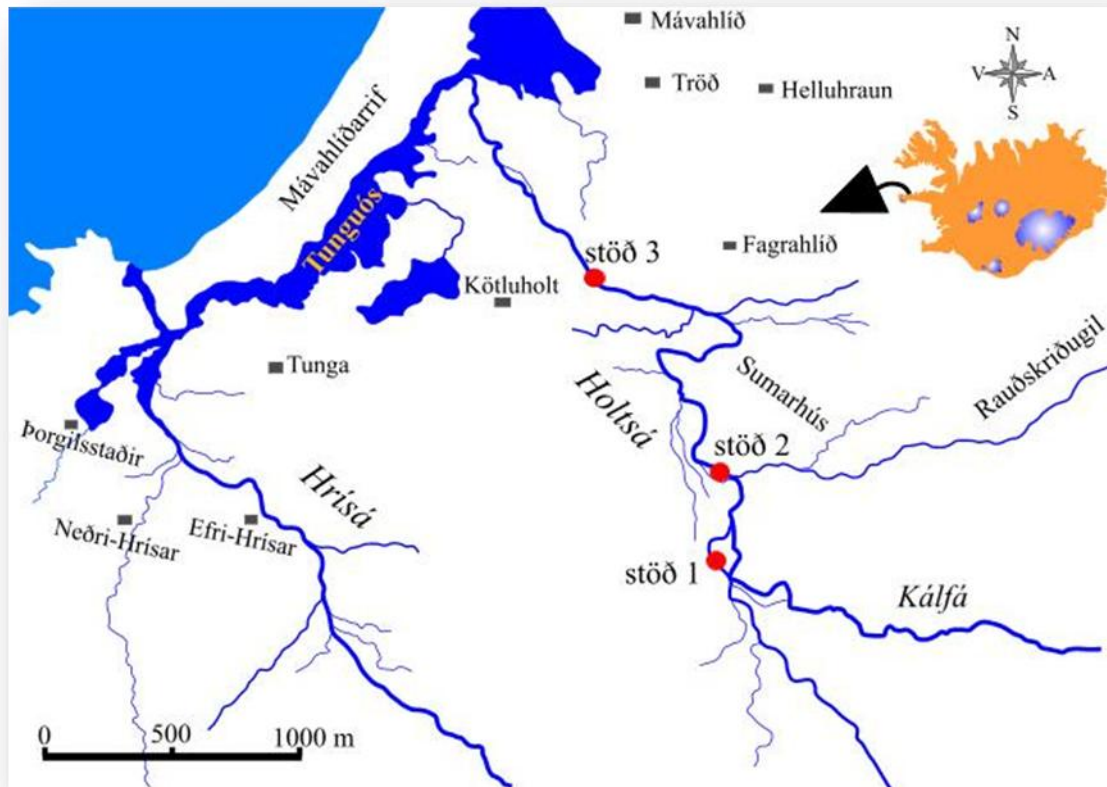 Mávahlíð
Tröð
Helluhraun
N
V
A
S
Mávahlíðarrif
Tunguós
stöð 3
Fagrahlíð
Kötluholt
Tunga
Sumarhús
Rauðskriðugil
Holtsá
Þorgilsstaðir
stöð 2
Hrísá
Neðri-Hrísar
Efri-Hrísar
stöð 1
Kálfá
0
500
1000 m